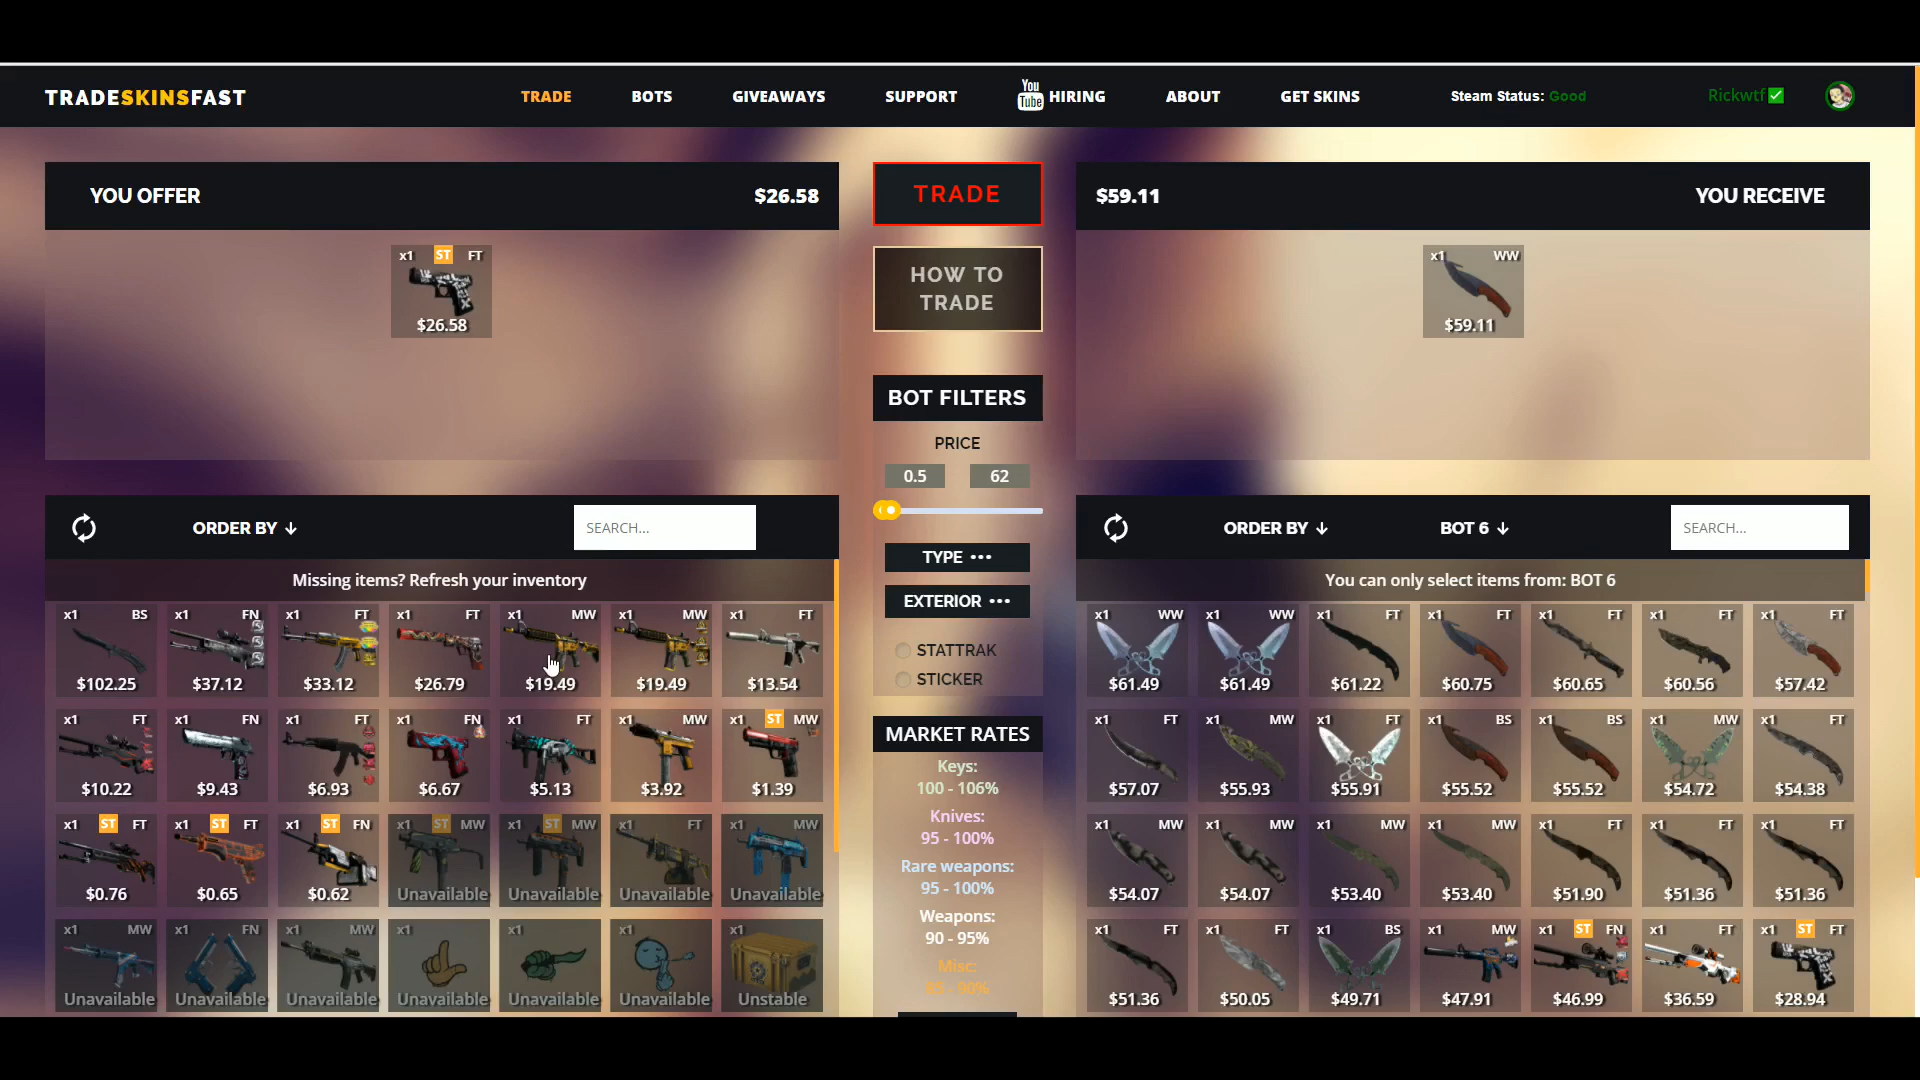 TRADESKINSFAST
TRADE
BOTS
GIVEAWAYS
SUPPORT
You Tube HIRING
ABOUT
GET SKINS
Steam Status: Good
Rickwtf
YOU OFFER
$26.58
x1 ST FT
$26.58
TRADE
HOW TO
TRADE
$59.11
YOU RECEIVE
x1 WW
$59.11
BOT FILTERS
PRICE
0.5 62
TYPE •••
EXTERIOR •••
STATTRAK
STICKER
MARKET RATES
Keys:
100 - 106%
Knives:
95 - 100%
Rare weapons:
95 - 100%
Weapons:
90 - 95%
Misc:
85 - 90%
ORDER BY ↓
SEARCH...
Missing items? Refresh your inventory
x1 BS x1 FN x1 FT x1 FT x1 MW x1 MW x1 FT
$102.25 $37.12 $33.12 $26.79 $19.49 $19.49 $13.54
x1 FT x1 FN x1 FT x1 FN x1 FT x1 MW x1 ST MW
$10.22 $9.43 $6.93 $6.67 $5.13 $3.92 $1.39
x1 ST FT x1 ST FT x1 ST FN x1 ST MW x1 ST MW x1 FT x1 MW
$0.76 $0.65 $0.62 Unavailable Unavailable Unavailable Unavailable
x1 MW x1 FN x1 MW x1 x1 x1 x1
Unavailable Unavailable Unavailable Unavailable Unavailable Unavailable Unstable
ORDER BY ↓
BOT 6 ↓
SEARCH...
You can only select items from: BOT 6
x1 WW x1 WW x1 FT x1 FT x1 FT x1 FT x1 FT
$61.49 $61.49 $61.22 $60.75 $60.65 $60.56 $57.42
x1 FT x1 MW x1 FT x1 BS x1 BS x1 MW x1 FT
$57.07 $55.93 $55.91 $55.52 $55.52 $54.72 $54.38
x1 MW x1 MW x1 MW x1 MW x1 FT x1 FT x1 FT
$54.07 $54.07 $53.40 $53.40 $51.90 $51.36 $51.36
x1 FT x1 FT x1 BS x1 MW x1 ST FN x1 FT x1 ST FT
$51.36 $50.05 $49.71 $47.91 $46.99 $36.59 $28.94